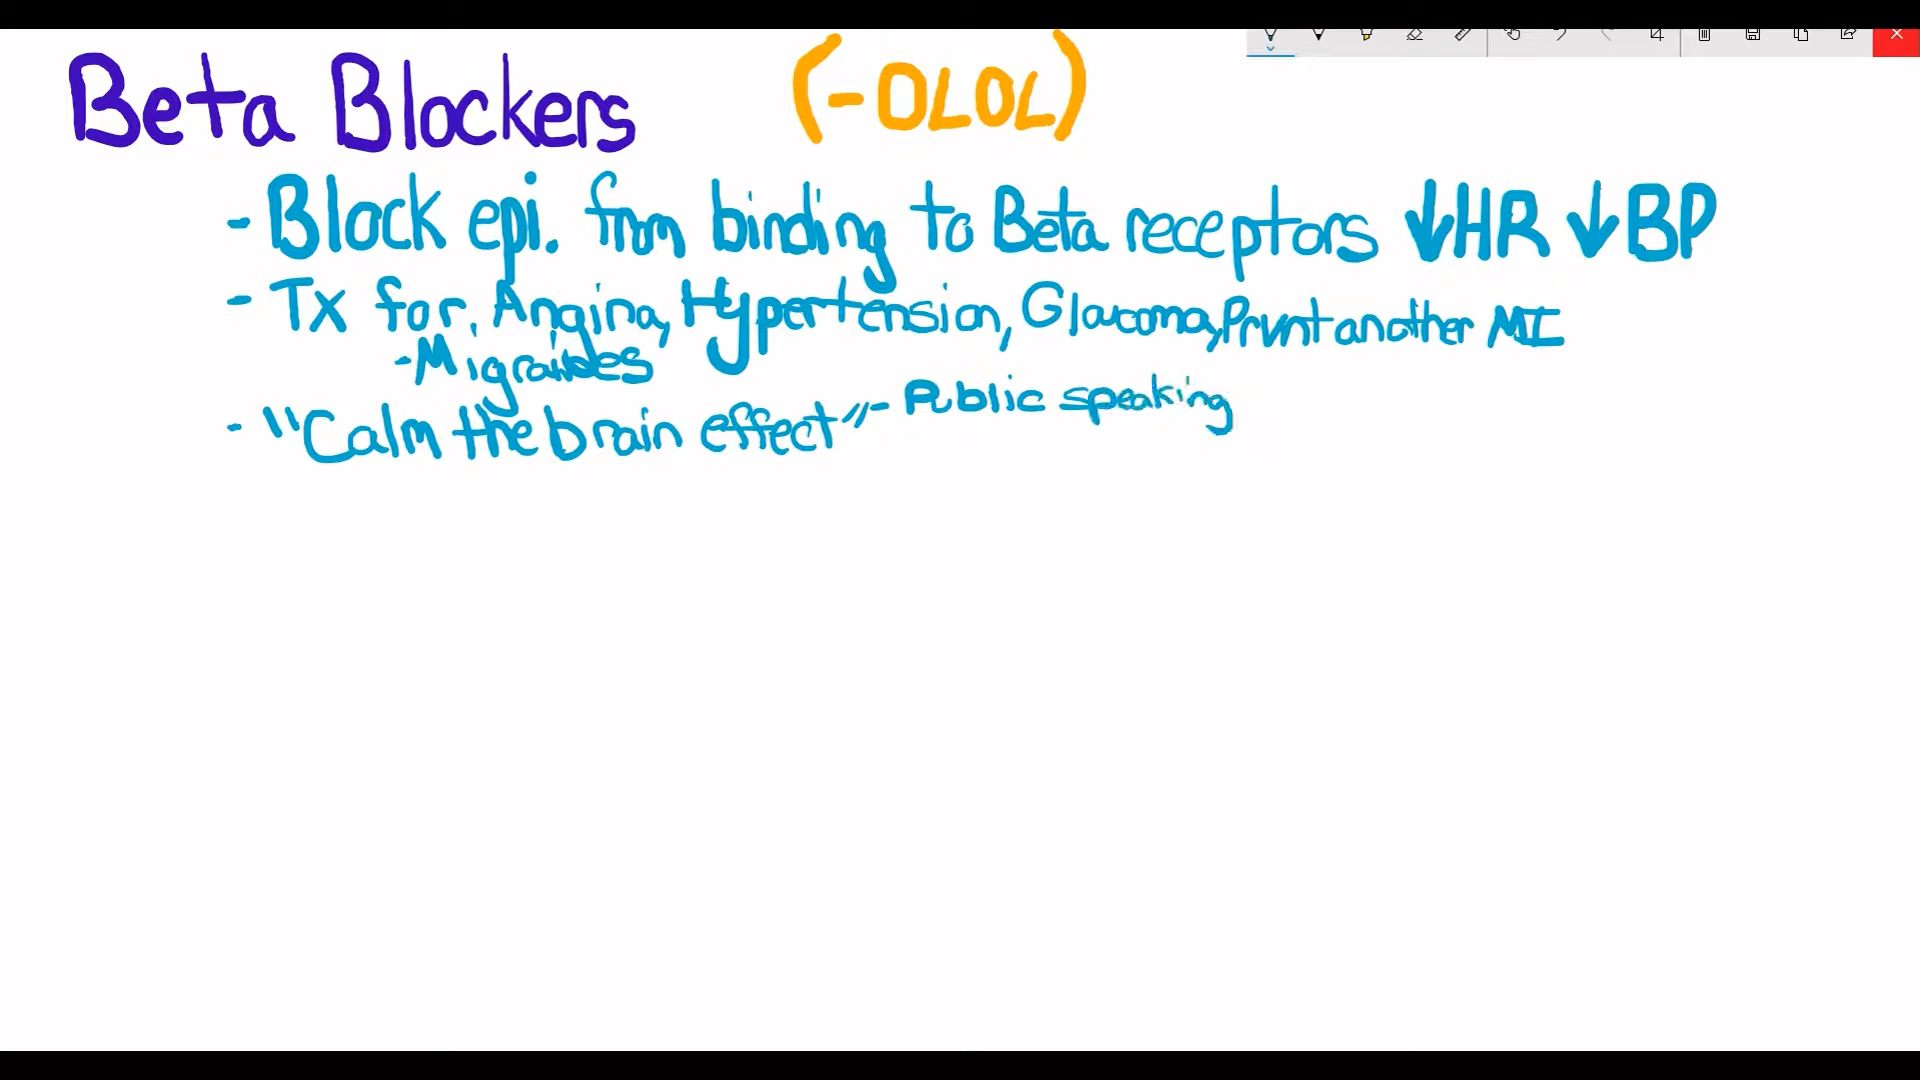 Beta Blockers (-OLOL)
- Block epi. from binding to Beta receptors ↓HR ↓BP
- Tx for. Angina, Hypertension, Glacoma, Prvnt another MI
- Migraines
- "Calm the brain effect" - Public speaking